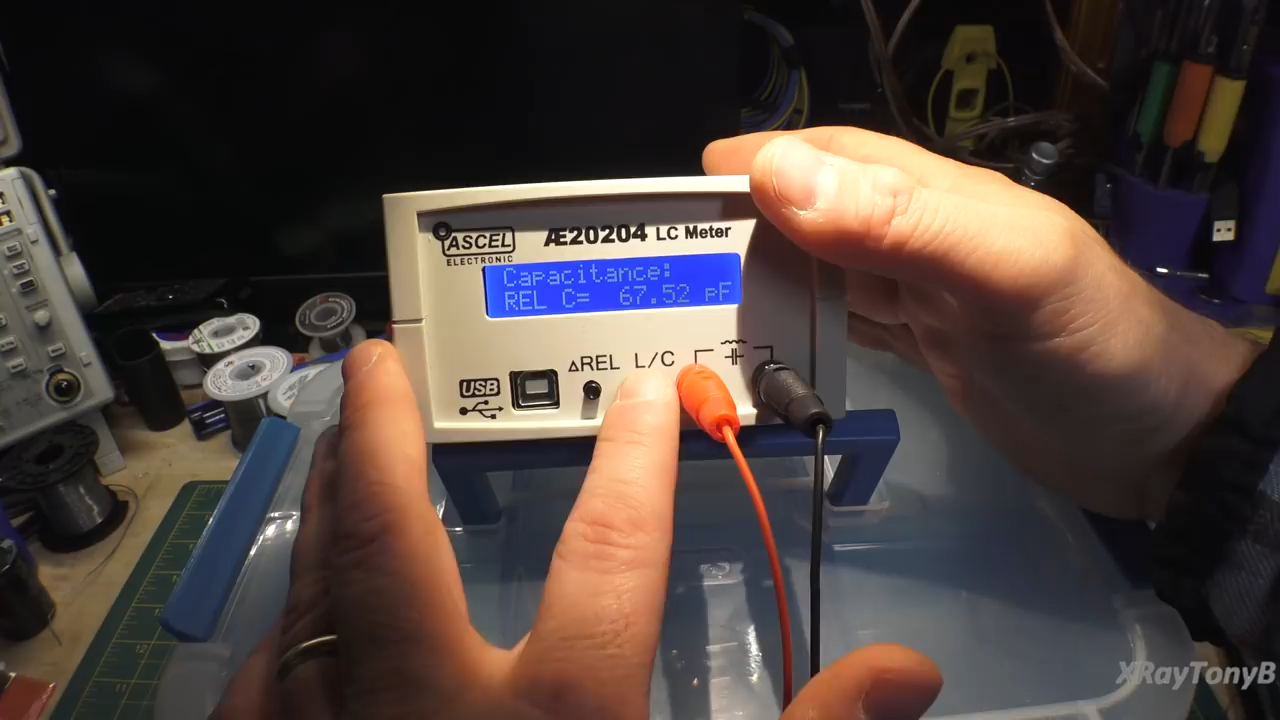 ASCEL
ELECTRONIC
Æ20204 LC Meter
Capacitance:
REL C= 67.52 pF
ΔREL L/C
USB
XRayTonyB